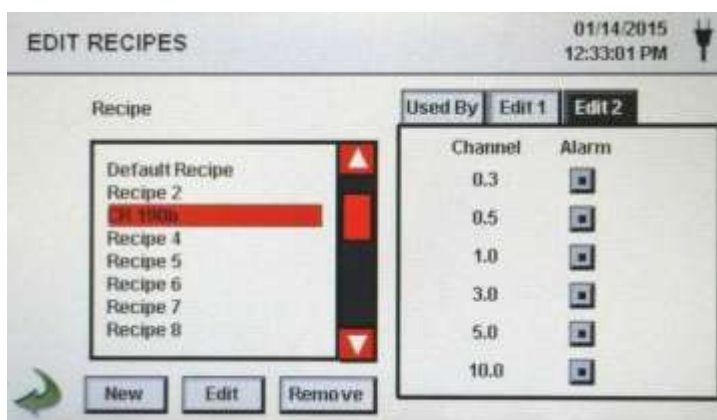 EDIT RECIPES
01/14/2015
12:33:01 PM
Recipe
Default Recipe
Recipe 2
Recipe 4
Recipe 5
Recipe 6
Recipe 7
Recipe 8
New Edit Remove
Used By Edit 1 Edit 2
Channel Alarm
0.3
0.5
1.0
3.0
5.0
10.0